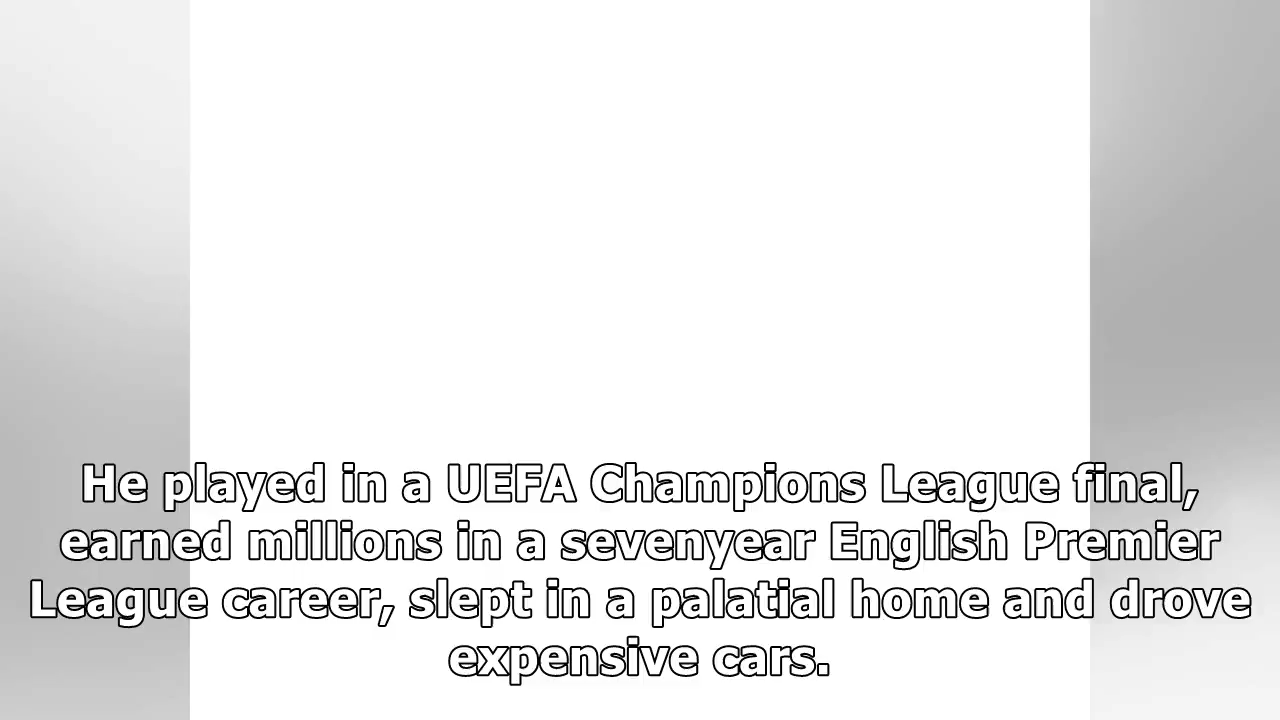 He played in a UEFA Champions League final,
earned millions in a sevenyear English Premier
League career, slept in a palatial home and drove
expensive cars.